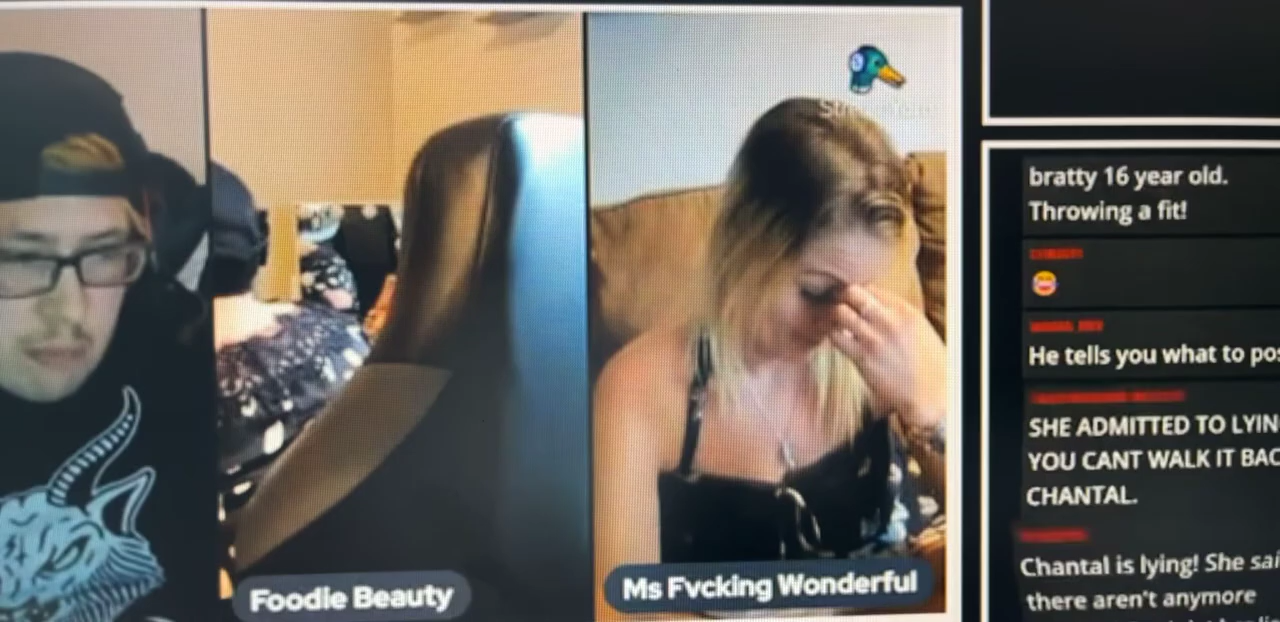 Foodie Beauty
Ms Fvcking Wonderful
bratty 16 year old.
Throwing a fit!
He tells you what to pos
SHE ADMITTED TO LYIN
YOU CANT WALK IT BAC
CHANTAL.
Chantal is lying! She sai
there aren't anymore